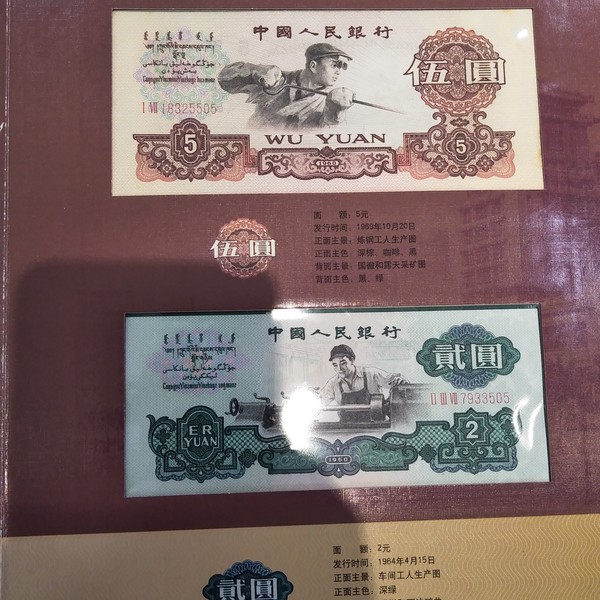 中國人民銀行
伍圓
I VII 18325505
WU YUAN
5
1960
5
伍圓
面　额：5元
发行时间：1969年10月20日
正面主景：炼钢工人生产图
正面主色：深棕、咖啡、黑
背面主景：国徽和露天采矿图
背面主色：黑、绿
中國人民銀行
貳圓
II III VII 7933505
ER
YUAN
2
1960
貳圓
面　额：2元
发行时间：1964年4月15日
正面主景：车间工人生产图
正面主色：深绿